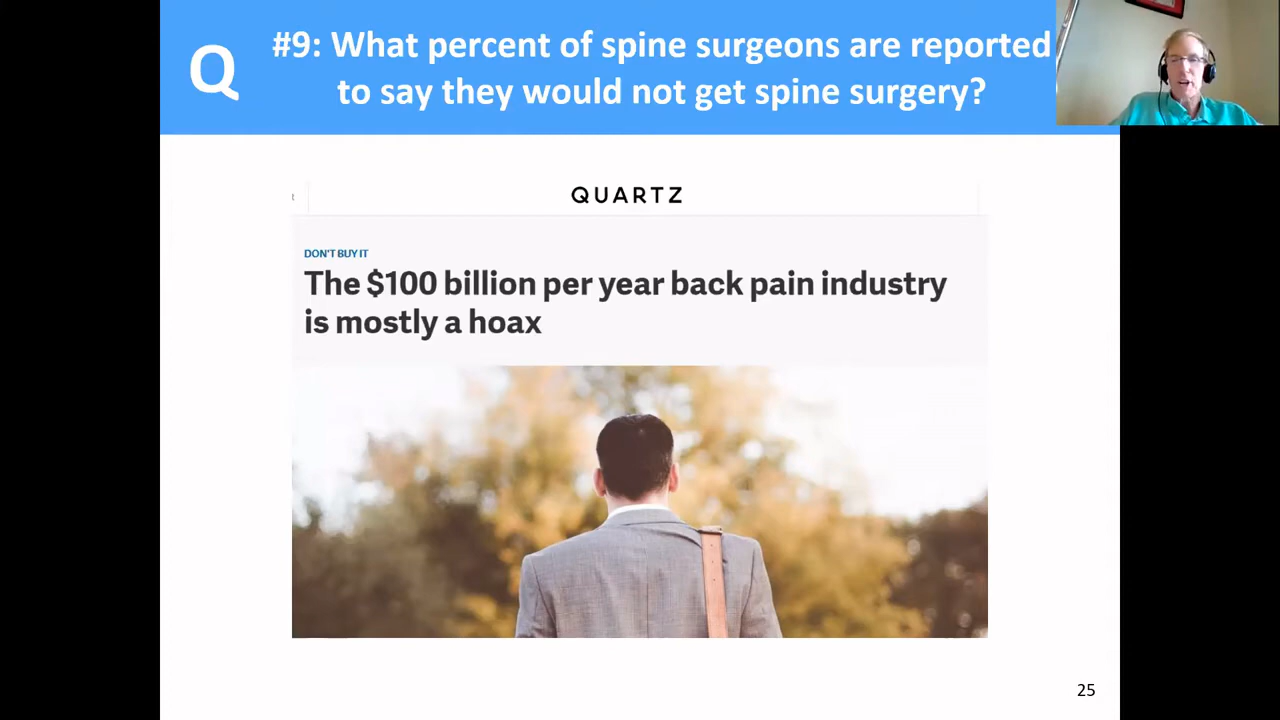 Q
#9: What percent of spine surgeons are reported
to say they would not get spine surgery?
QUARTZ
DON'T BUY IT
The $100 billion per year back pain industry
is mostly a hoax
25